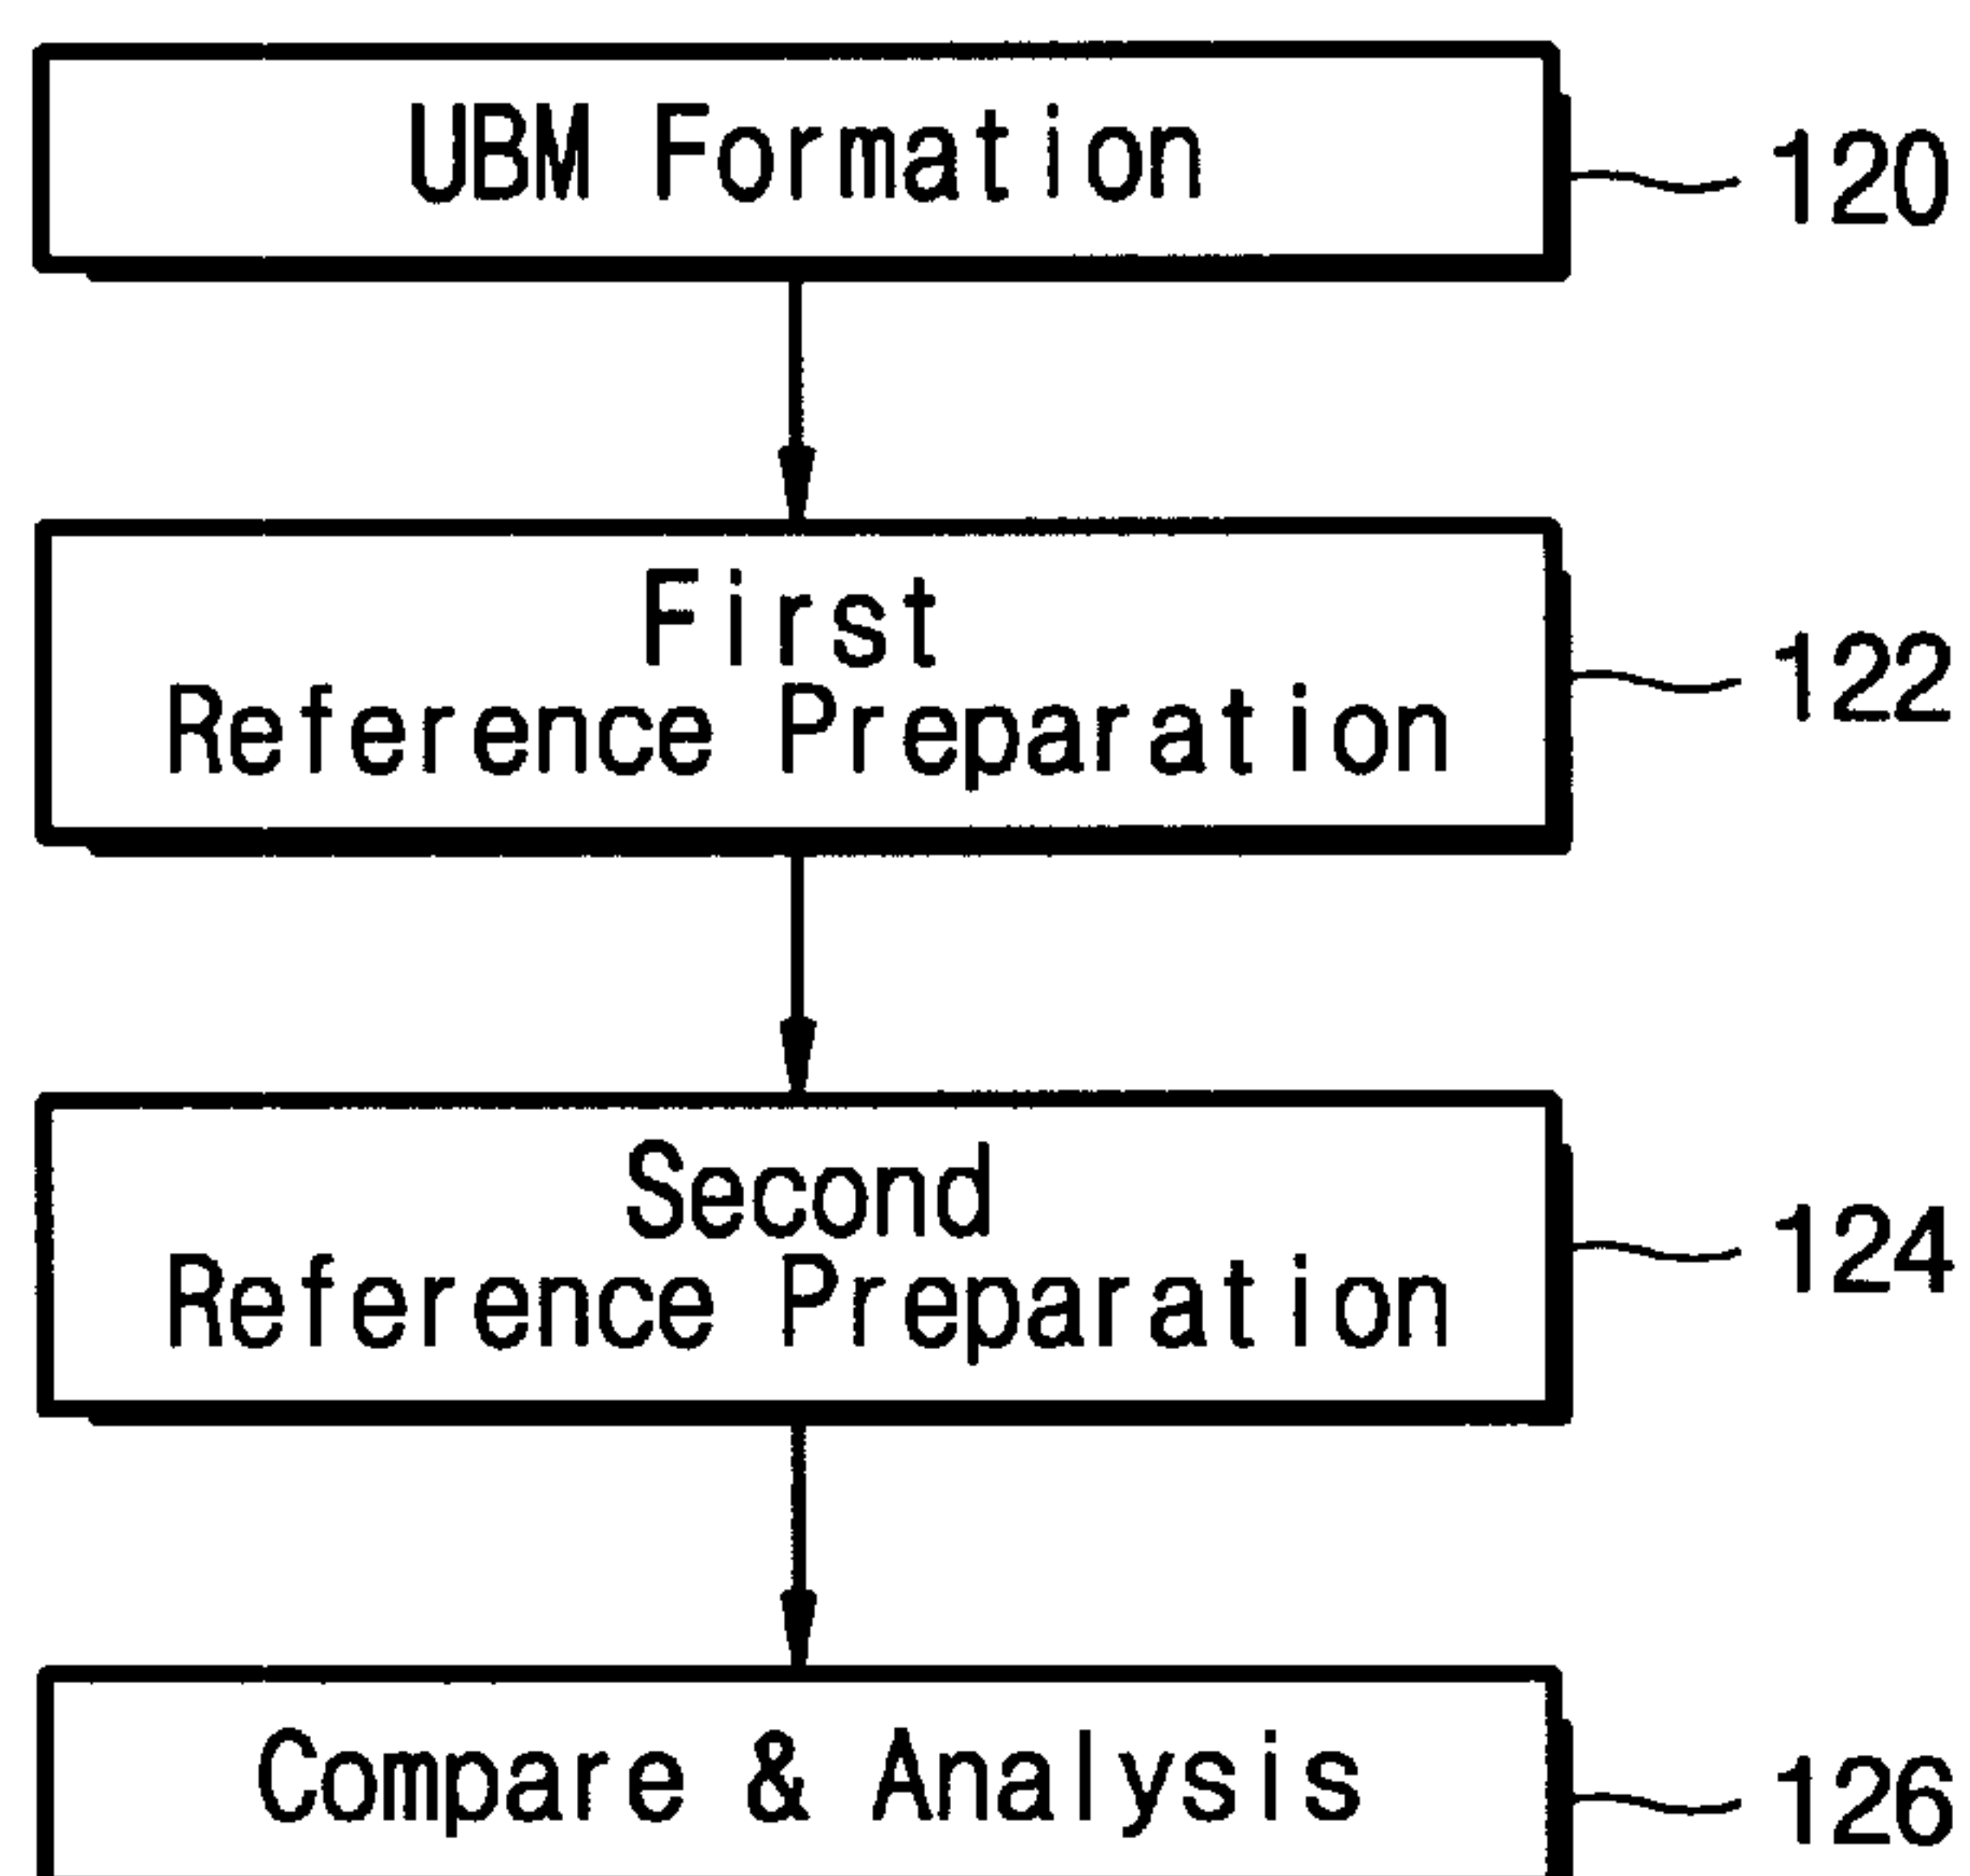 UBM Formation
120
First
Reference Preparation
122
Second
Reference Preparation
124
Compare & Analysis
126